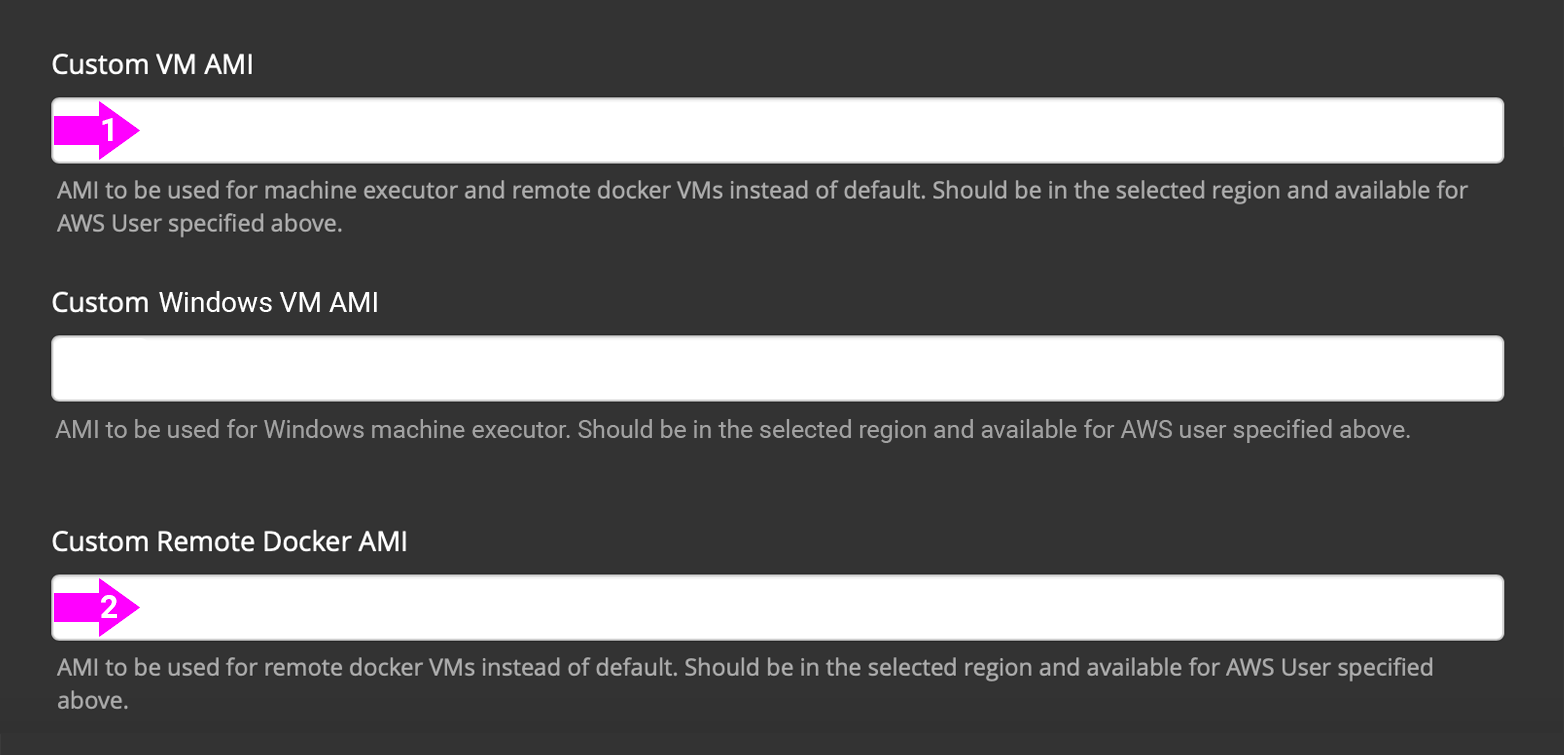 Custom VM AMI
1
AMI to be used for machine executor and remote docker VMs instead of default. Should be in the selected region and available for
AWS User specified above.
Custom Windows VM AMI
AMI to be used for Windows machine executor. Should be in the selected region and available for AWS user specified above.
Custom Remote Docker AMI
2
AMI to be used for remote docker VMs instead of default. Should be in the selected region and available for AWS User specified
above.